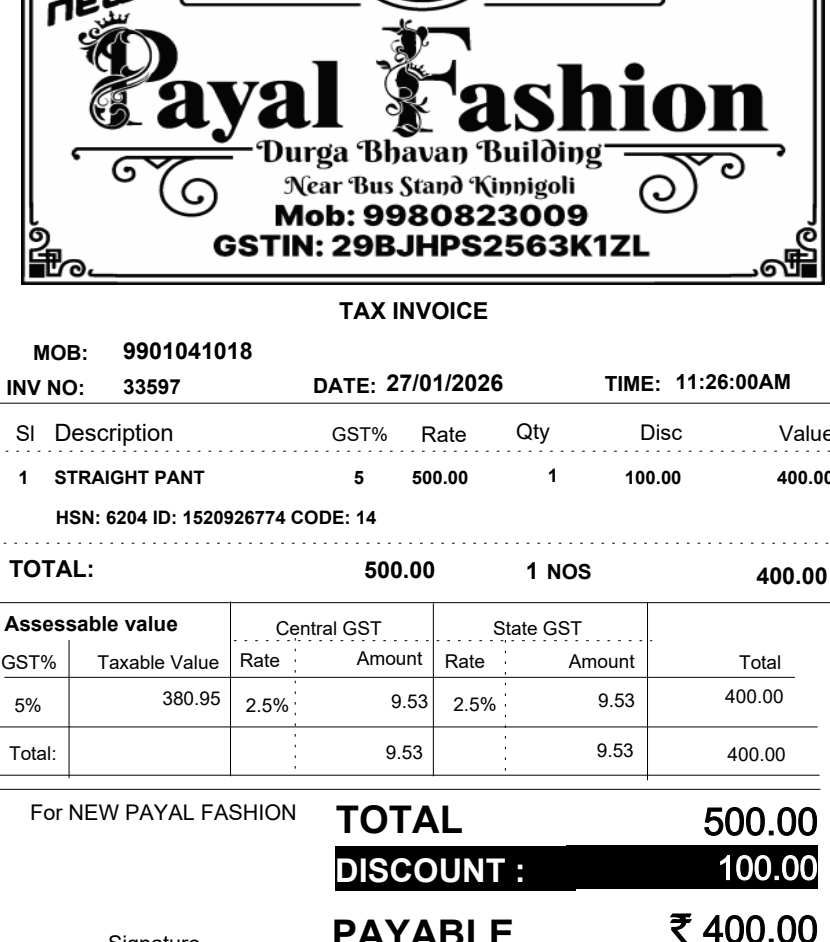 new
Payal Fashion
Durga Bhavan Building
Near Bus Stand Kinnigoli
Mob: 9980823009
GSTIN: 29BJHPS2563K1ZL
TAX INVOICE
MOB: 9901041018
INV NO: 33597 DATE: 27/01/2026 TIME: 11:26:00AM
Sl Description GST% Rate Qty Disc Value
1 STRAIGHT PANT 5 500.00 1 100.00 400.00
HSN: 6204 ID: 1520926774 CODE: 14
TOTAL: 500.00 1 NOS 400.00
Assessable value Central GST State GST
GST% Taxable Value Rate Amount Rate Amount Total
5% 380.95 2.5% 9.53 2.5% 9.53 400.00
Total: 9.53 9.53 400.00
For NEW PAYAL FASHION TOTAL 500.00
DISCOUNT : 100.00
Signature PAYABLE ₹ 400.00